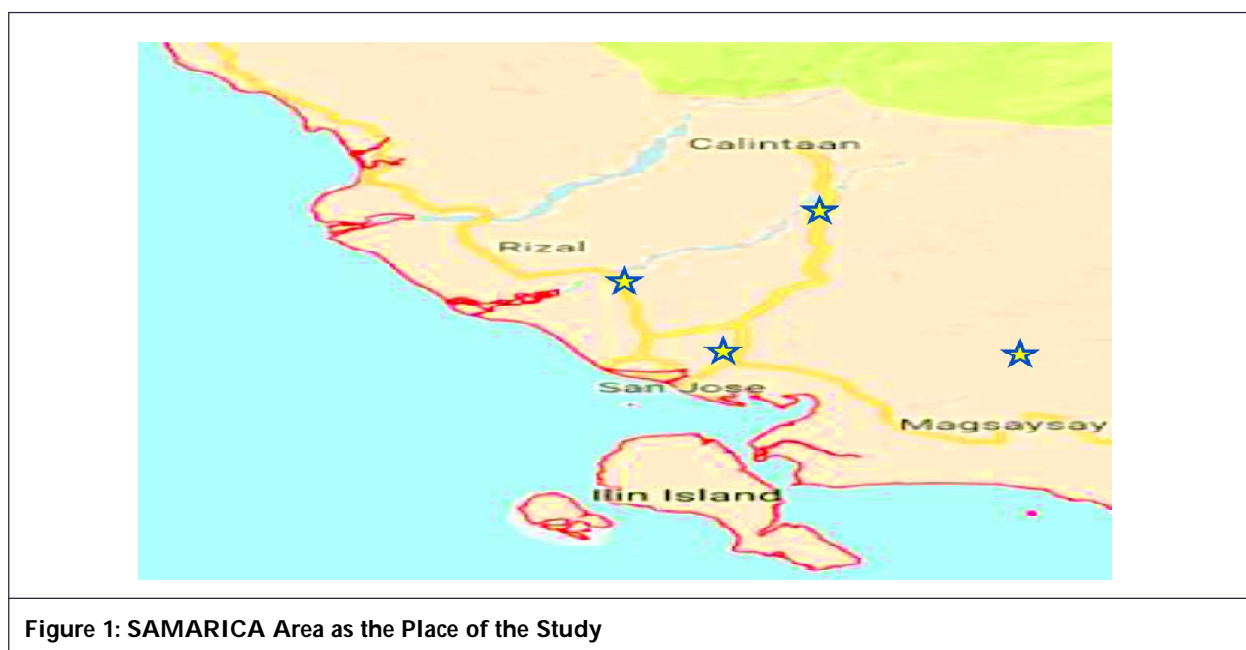 Calintaan
Rizal
San Jose
Magsaysay
Ilin Island
Figure 1: SAMARICA Area as the Place of the Study